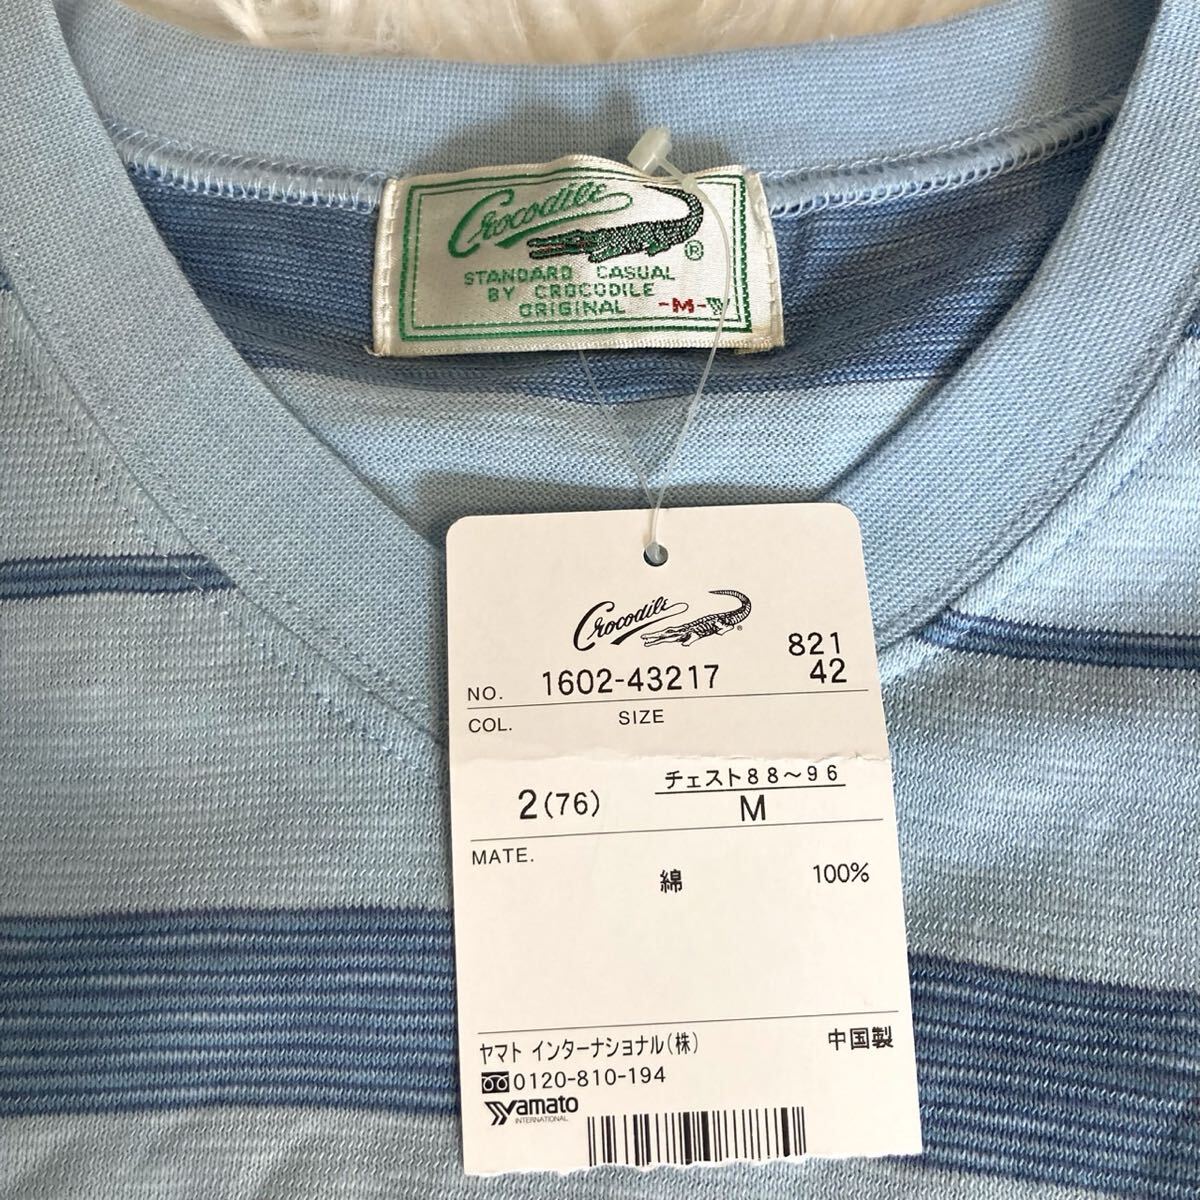 Crocodile
®
STANDARD CASUAL
BY CROCODILE
ORIGINAL -M-
Crocodile
®
821
NO. 1602-43217 42
COL. SIZE
チェスト88～96
2(76) M
MATE.
綿 100%
ヤマト インターナショナル(株) 中国製
0120-810-194
Yamato
INTERNATIONAL